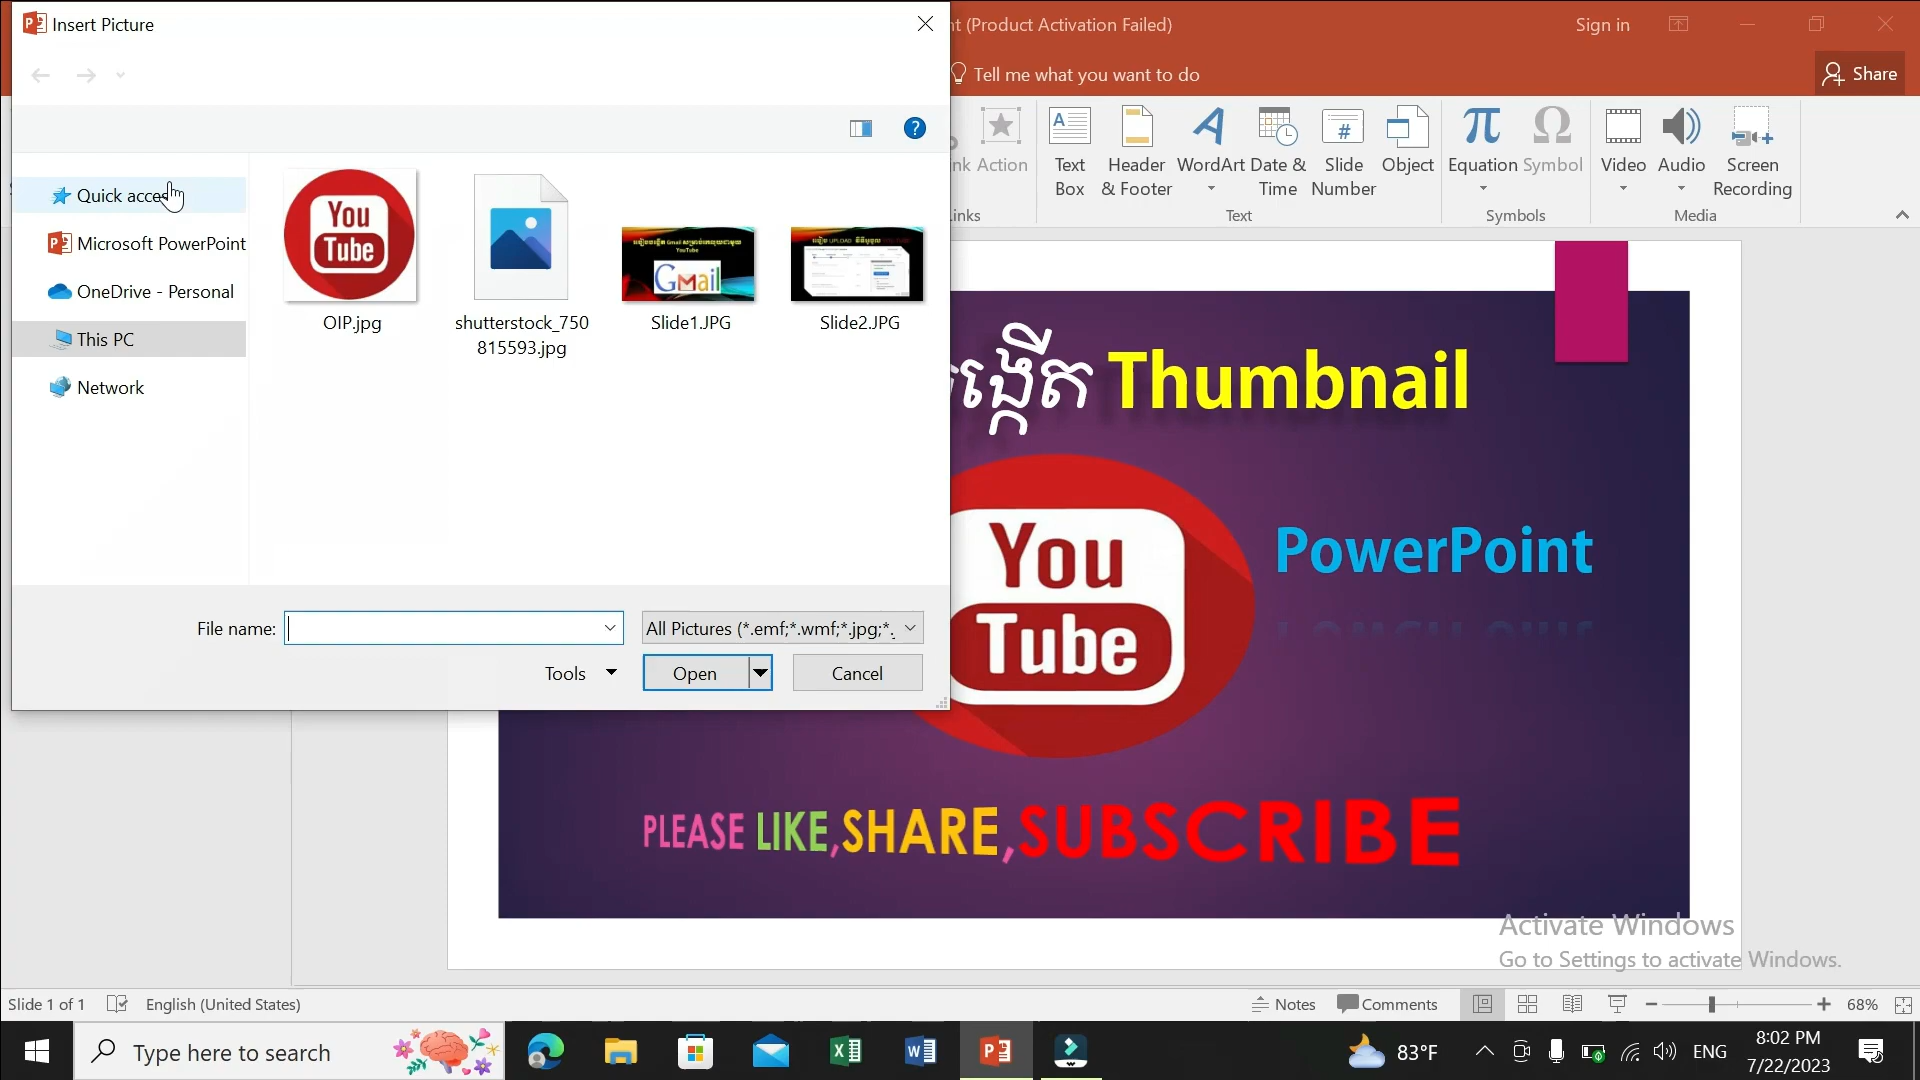 Insert Picture
nt (Product Activation Failed)
Sign in
Tell me what you want to do
Share
Action
Text Box
Header & Footer
WordArt
Date & Time
Slide Number
Object
Equation
Symbol
Video
Audio
Screen Recording
inks
Text
Symbols
Media
Quick acce
Microsoft PowerPoint
OneDrive - Personal
This PC
Network
You
Tube
Gmail
OIP.jpg
shutterstock_750
815593.jpg
Slide1.JPG
Slide2.JPG
File name:
All Pictures (*.emf;*.wmf;*.jpg;*.
Tools
Open
Cancel
ង្កើត Thumbnail
You
Tube
PowerPoint
PLEASE LIKE,SHARE,SUBSCRIBE
Activate Windows
Go to Settings to activate Windows.
Slide 1 of 1
English (United States)
Notes
Comments
68%
Type here to search
83°F
ENG
8:02 PM
7/22/2023